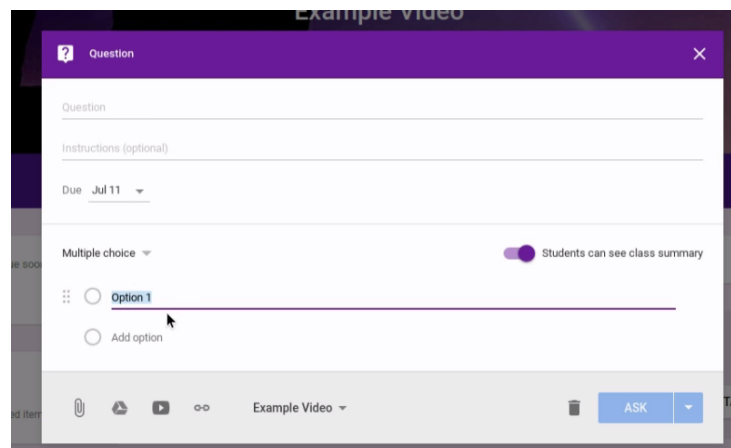 Example Video
Question
Question
Instructions (optional)
Due Jul 11
Multiple choice
Students can see class summary
Option 1
Add option
Example Video
ASK